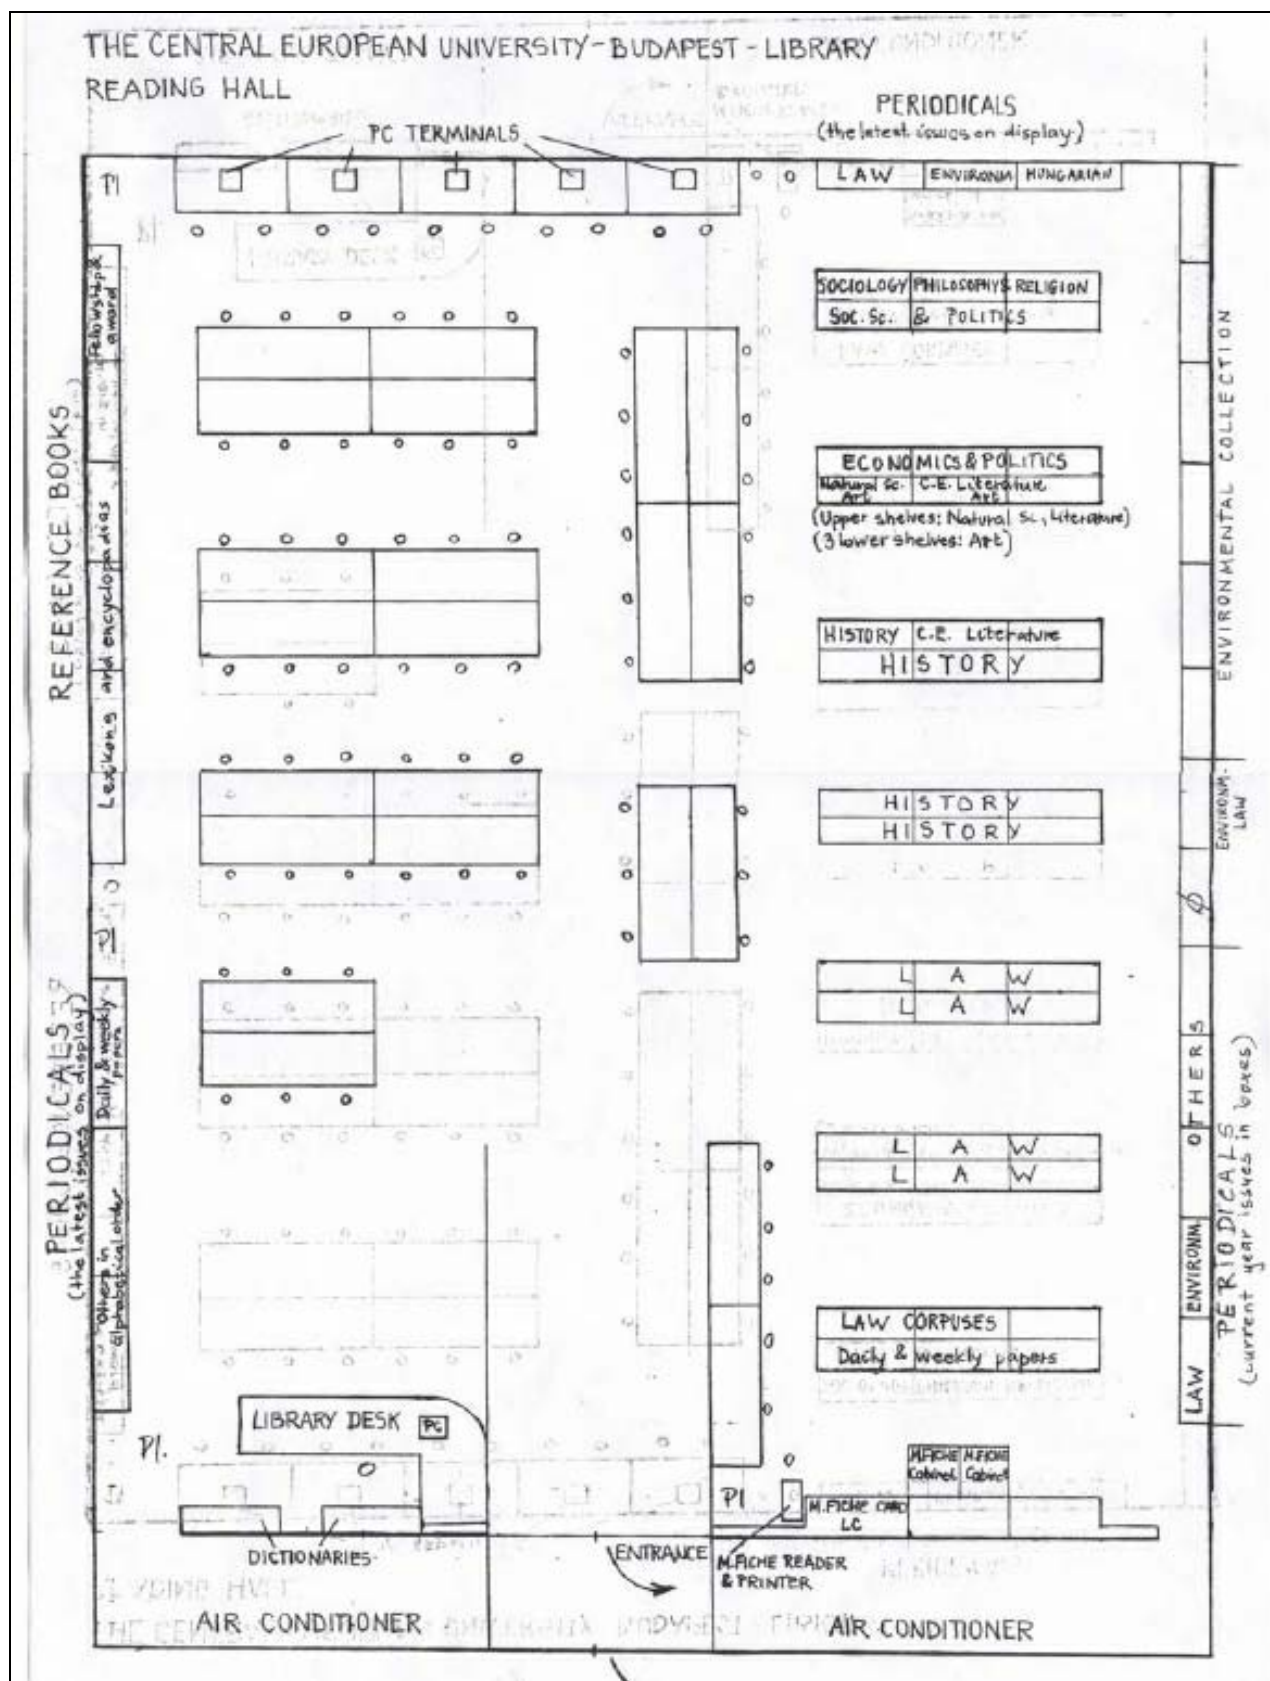 THE CENTRAL EUROPEAN UNIVERSITY - BUDAPEST - LIBRARY
READING HALL
PERIODICALS
(the latest issues on display)
PC TERMINALS
PI
LAW ENVIRONM HUNGARIAN
SOCIOLOGY PHILOSOPHY & RELIGION
SOC. Sc. & POLITICS
ECONOMICS & POLITICS
Natural Sc. C.E. Literature
Art Art
(Upper shelves: Natural Sc., Literature)
(3 lower shelves: Art)
HISTORY C.E. Literature
HISTORY
HISTORY
HISTORY
LAW
LAW
LAW
LAW
LAW CORPUSES
Daily & weekly papers
REFERENCE BOOKS
Fellowship &
award
Lexikons and encyclopadias
PI
PERIODICALS
(the latest issues on display)
Daily & weekly
papers
Others in
alphabetical order
ENVIRONMENTAL COLLECTION
ENVIRONM-
LAW
PERIODICALS
(current year issues in boxes)
OTHERS
ENVIRONM
LAW
LIBRARY DESK PC
PI.
DICTIONARIES
PI
M.FICHE M.FICHE
Cabinet Cabinet
M.FICHE CARD
LC
ENTRANCE
M.FICHE READER
& PRINTER
AIR CONDITIONER
AIR CONDITIONER